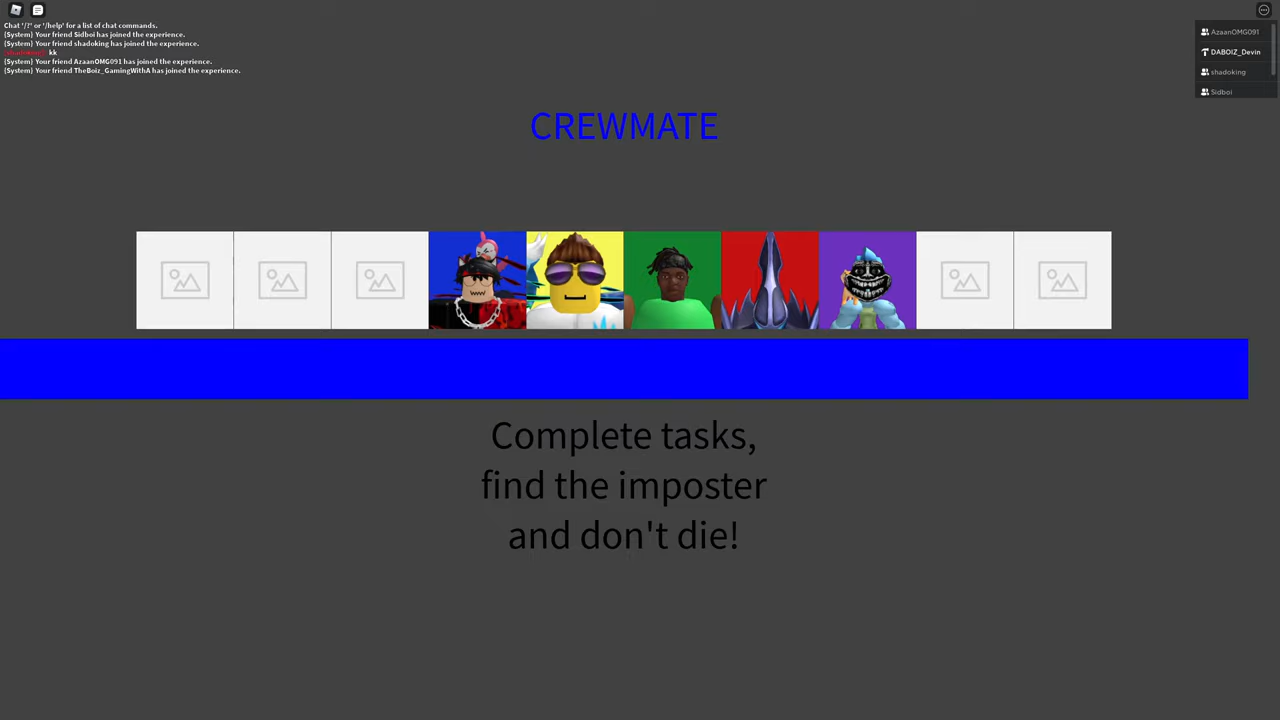 Chat '/?' or '/help' for a list of chat commands.
{System} Your friend Sidboi has joined the experience.
{System} Your friend shadoking has joined the experience.
kk
{System} Your friend AzaanOMG091 has joined the experience.
{System} Your friend TheBoiz_GamingWithA has joined the experience.
AzaanOMG091
DABOIZ_Devin
shadoking
Sidboi
CREWMATE
Complete tasks,
find the imposter
and don't die!